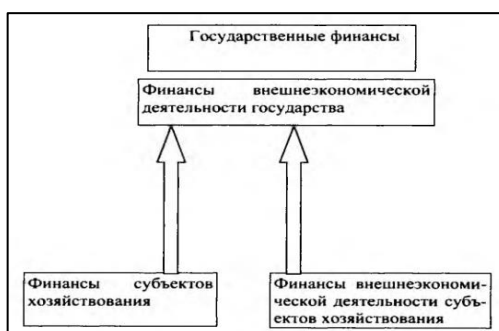 Государственные финансы
Финансы внешнеэкономической
деятельности государства
Финансы субъектов
хозяйствования
Финансы внешнеэкономи-
ческой деятельности субъ-
ектов хозяйствования